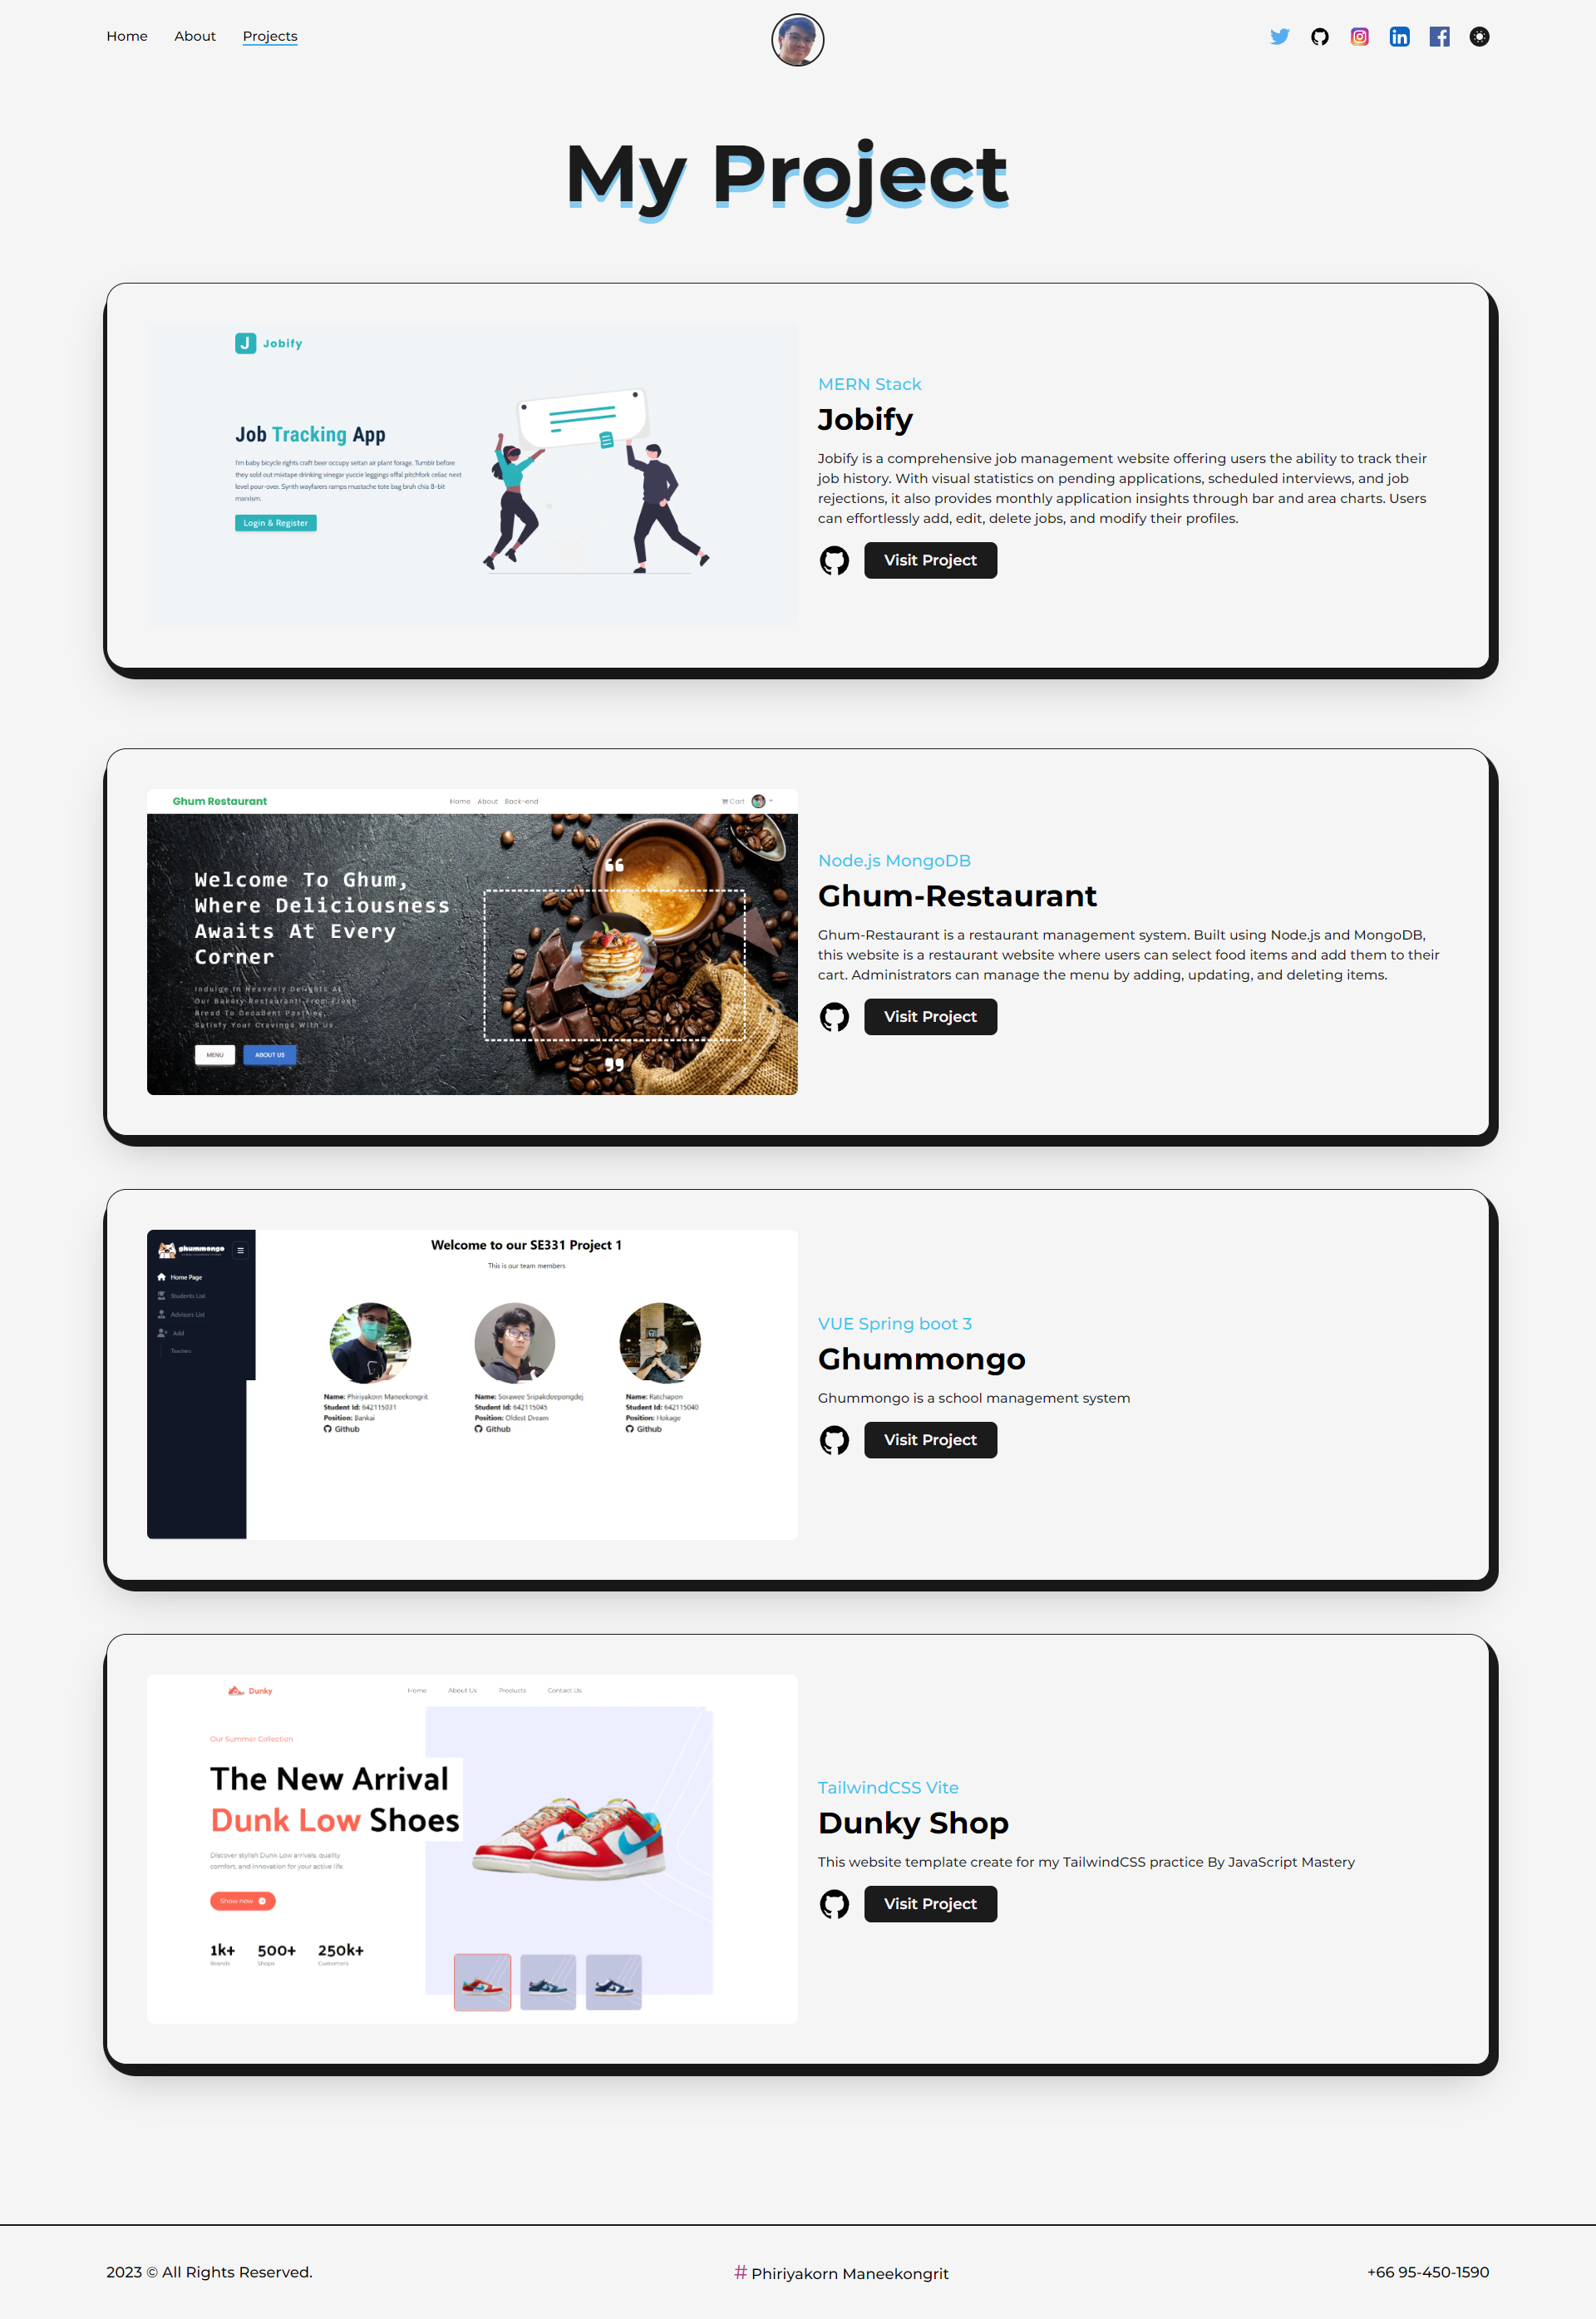 Home About Projects
My Project
Jobify
Job Tracking App
I'm baby bicycle rights craft beer occupy seitan air plant forage. Tumblr before
they sold out mixtape drinking vinegar yuccie leggings offal pitchfork celiac next
level pour-over. Synth wayfarers ramps mustache tote bag bruh chia 8-bit
marxism.
Login & Register
MERN Stack
Jobify
Jobify is a comprehensive job management website offering users the ability to track their
job history. With visual statistics on pending applications, scheduled interviews, and job
rejections, it also provides monthly application insights through bar and area charts. Users
can effortlessly add, edit, delete jobs, and modify their profiles.
Visit Project
Ghum Restaurant
Home About Back-end
Cart
Welcome To Ghum,
Where Deliciousness
Awaits At Every
Corner
Indulge In Heavenly Delights At
Our Bakery Restaurant! From Fresh
Bread To Decadent Pastries,
Satisfy Your Cravings With Us.
MENU ABOUT US
Node.js MongoDB
Ghum-Restaurant
Ghum-Restaurant is a restaurant management system. Built using Node.js and MongoDB,
this website is a restaurant website where users can select food items and add them to their
cart. Administrators can manage the menu by adding, updating, and deleting items.
Visit Project
ghummongo
Home Page
Students List
Advisors List
Add
Teachers
Welcome to our SE331 Project 1
This is our team members
Name: Phiriyakorn Maneekongrit
Student Id: 642115031
Position: Bankai
Github
Name: Sorawee Sripakdeepongdej
Student Id: 642115045
Position: Oldest Dream
Github
Name: Ratchapon
Student Id: 642115040
Position: Hokage
Github
VUE Spring boot 3
Ghummongo
Ghummongo is a school management system
Visit Project
Dunky
Home About Us Products Contact Us
Our Summer Collection
The New Arrival
Dunk Low Shoes
Discover stylish Dunk Low arrivals, quality
comfort, and innovation for your active life.
Show now
1k+ 500+ 250k+
Brands Shops Customers
TailwindCSS Vite
Dunky Shop
This website template create for my TailwindCSS practice By JavaScript Mastery
Visit Project
2023 © All Rights Reserved.
# Phiriyakorn Maneekongrit
+66 95-450-1590